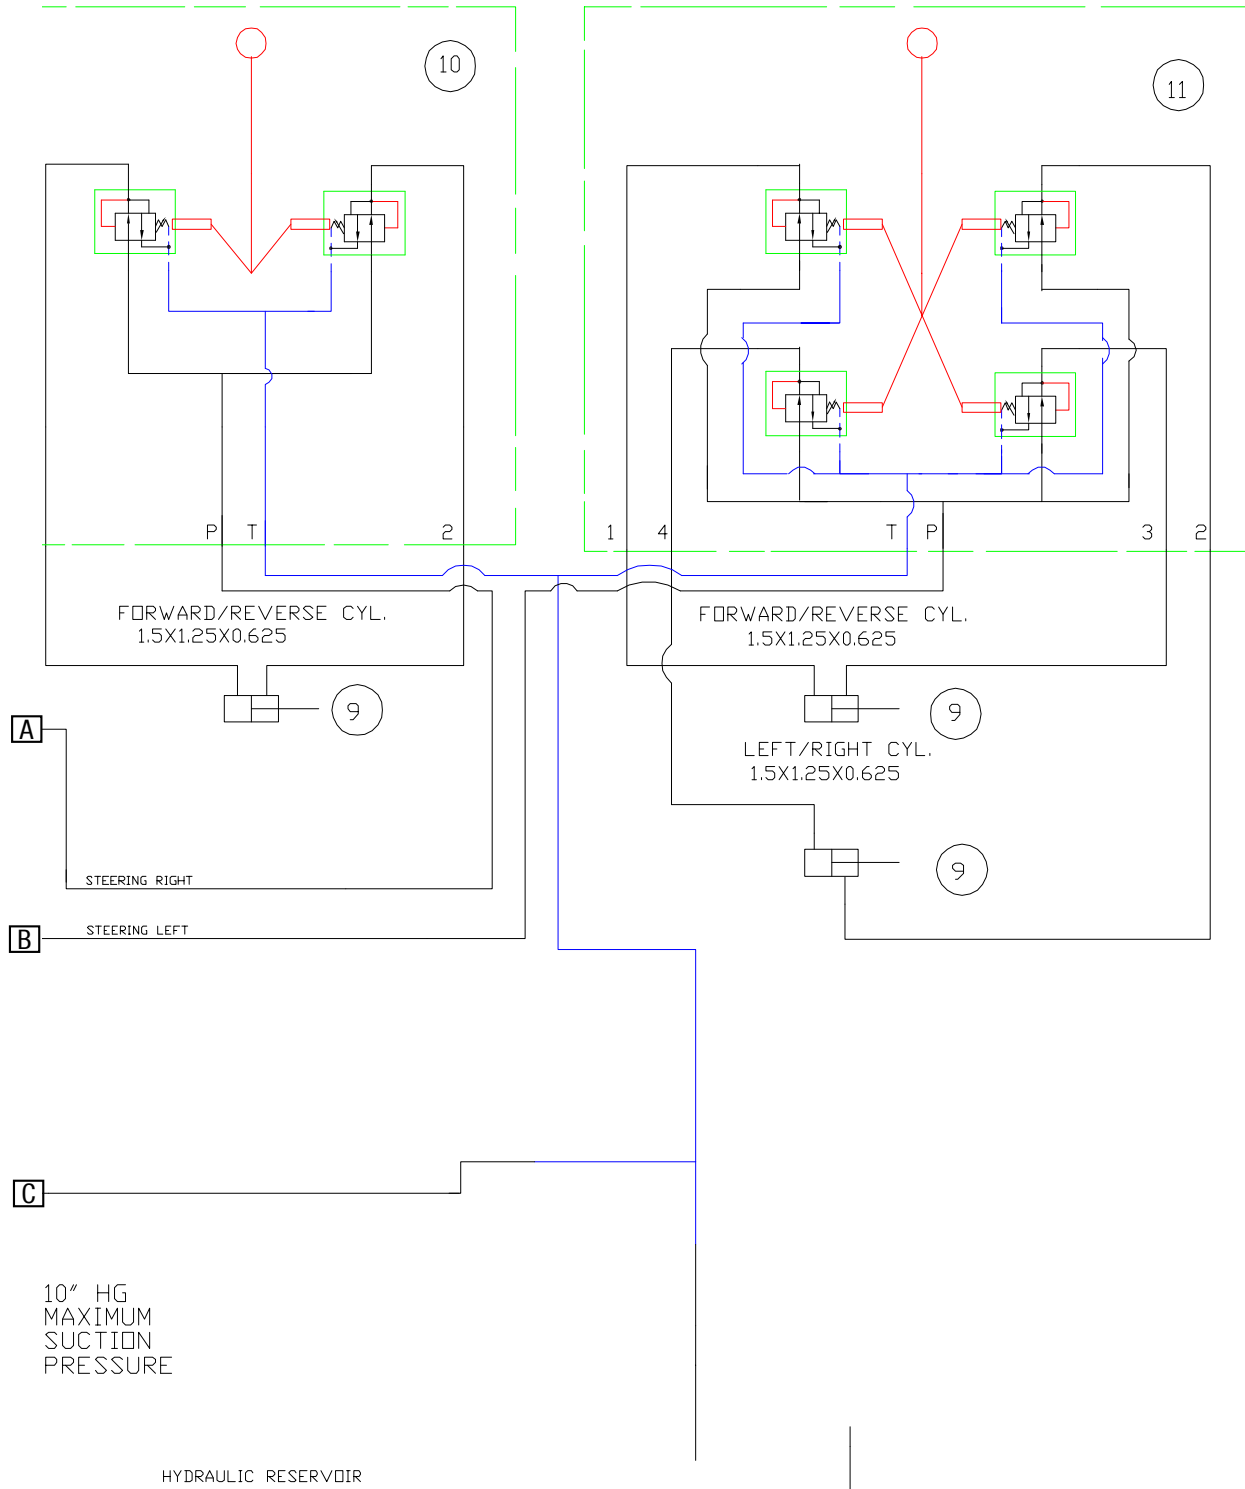 10
11
P T 2
1 4 T P 3 2
FORWARD/REVERSE CYL.
1.5X1.25X0.625
FORWARD/REVERSE CYL.
1.5X1.25X0.625
9
9
A
LEFT/RIGHT CYL.
1.5X1.25X0.625
9
STEERING RIGHT
B
STEERING LEFT
C
10" HG
MAXIMUM
SUCTION
PRESSURE
HYDRAULIC RESERVOIR